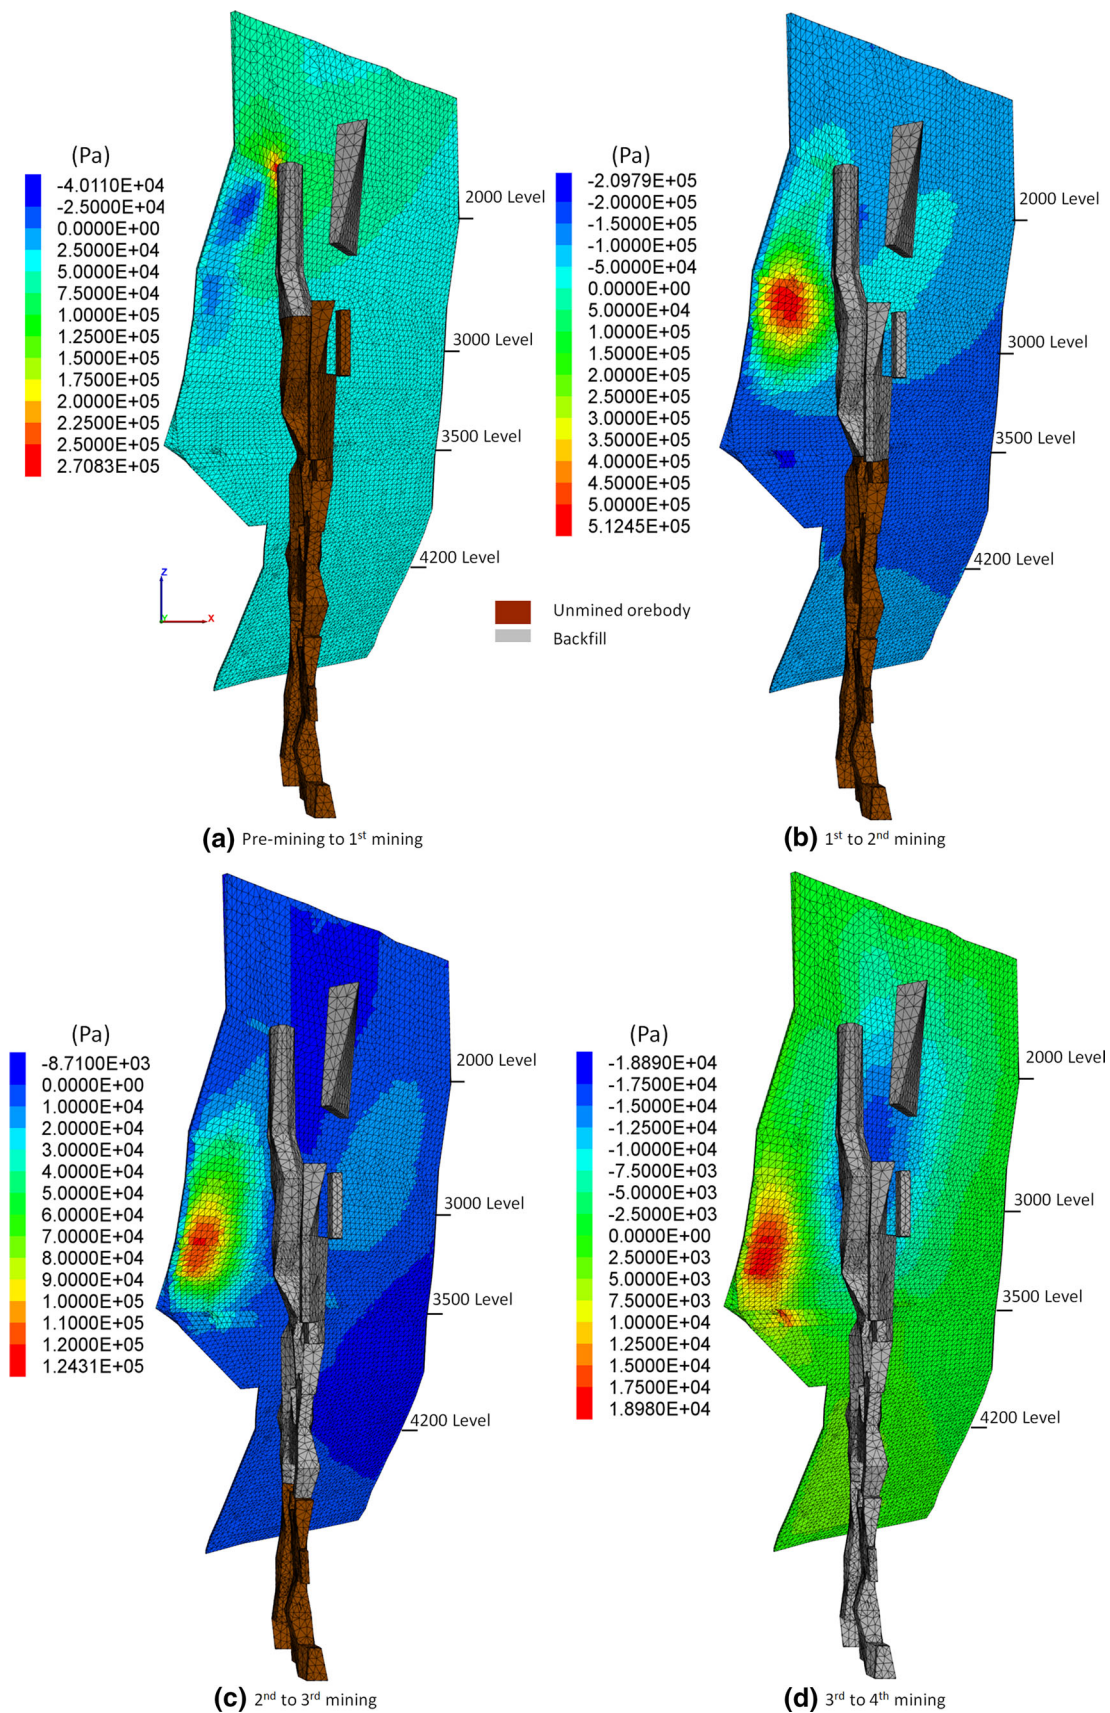 (Pa)
-4.0110E+04
-2.5000E+04
0.0000E+00
2.5000E+04
5.0000E+04
7.5000E+04
1.0000E+05
1.2500E+05
1.5000E+05
1.7500E+05
2.0000E+05
2.2500E+05
2.5000E+05
2.7083E+05
2000 Level
3000 Level
3500 Level
4200 Level
Z
Y
X
(a) Pre-mining to 1st mining
(Pa)
-2.0979E+05
-2.0000E+05
-1.5000E+05
-1.0000E+05
-5.0000E+04
0.0000E+00
5.0000E+04
1.0000E+05
1.5000E+05
2.0000E+05
2.5000E+05
3.0000E+05
3.5000E+05
4.0000E+05
4.5000E+05
5.0000E+05
5.1245E+05
2000 Level
3000 Level
3500 Level
4200 Level
Unmined orebody
Backfill
(b) 1st to 2nd mining
(Pa)
-8.7100E+03
0.0000E+00
1.0000E+04
2.0000E+04
3.0000E+04
4.0000E+04
5.0000E+04
6.0000E+04
7.0000E+04
8.0000E+04
9.0000E+04
1.0000E+05
1.1000E+05
1.2000E+05
1.2431E+05
2000 Level
3000 Level
3500 Level
4200 Level
(c) 2nd to 3rd mining
(Pa)
-1.8890E+04
-1.7500E+04
-1.5000E+04
-1.2500E+04
-1.0000E+04
-7.5000E+03
-5.0000E+03
-2.5000E+03
0.0000E+00
2.5000E+03
5.0000E+03
7.5000E+03
1.0000E+04
1.2500E+04
1.5000E+04
1.7500E+04
1.8980E+04
2000 Level
3000 Level
3500 Level
4200 Level
(d) 3rd to 4th mining